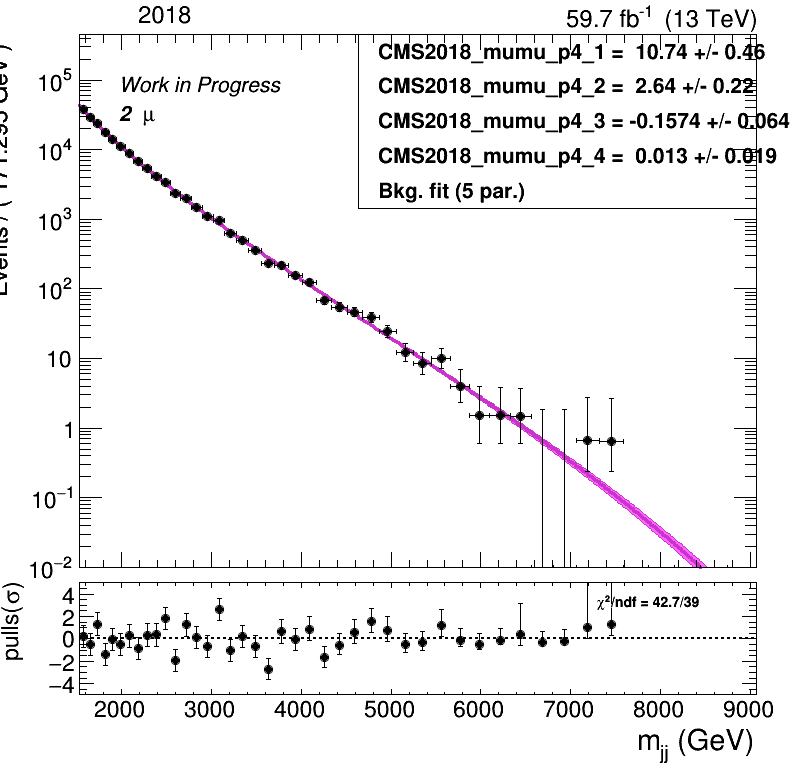 2018
59.7 fb⁻¹ (13 TeV)
CMS2018_mumu_p4_1 = 10.74 +/- 0.46
CMS2018_mumu_p4_2 = 2.64 +/- 0.22
CMS2018_mumu_p4_3 = -0.1574 +/- 0.064
CMS2018_mumu_p4_4 = 0.013 +/- 0.019
Bkg. fit (5 par.)
Work in Progress
2 μ
10⁵
10⁴
10³
10²
10
1
10⁻¹
10⁻²
χ²/ndf = 42.7/39
pulls(σ)
4
2
0
−2
−4
2000 3000 4000 5000 6000 7000 8000 9000
m_jj (GeV)